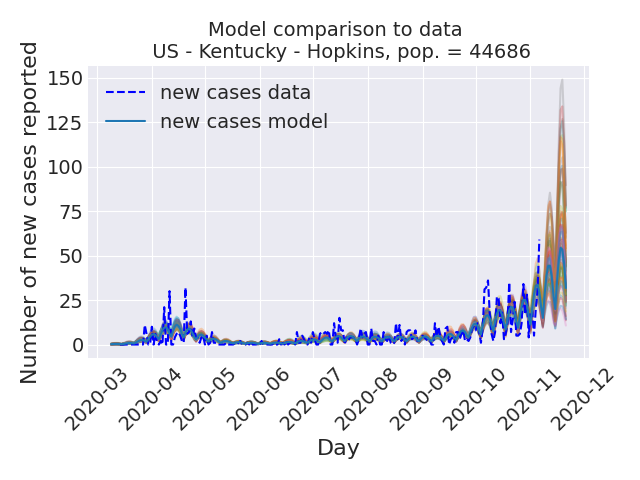 Model comparison to data
US - Kentucky - Hopkins, pop. = 44686
Number of new cases reported
150
125
100
75
50
25
0
new cases data
new cases model
2020-03
2020-04
2020-05
2020-06
2020-07
2020-08
2020-09
2020-10
2020-11
2020-12
Day